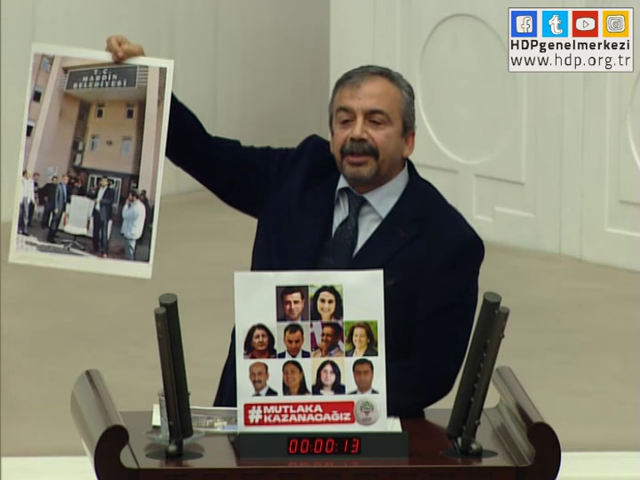 HDPgenelmerkezi
www.hdp.org.tr
T.C.
MARDİN
BELEDİYESİ
#MUTLAKA
KAZANACAĞIZ
00:00:13